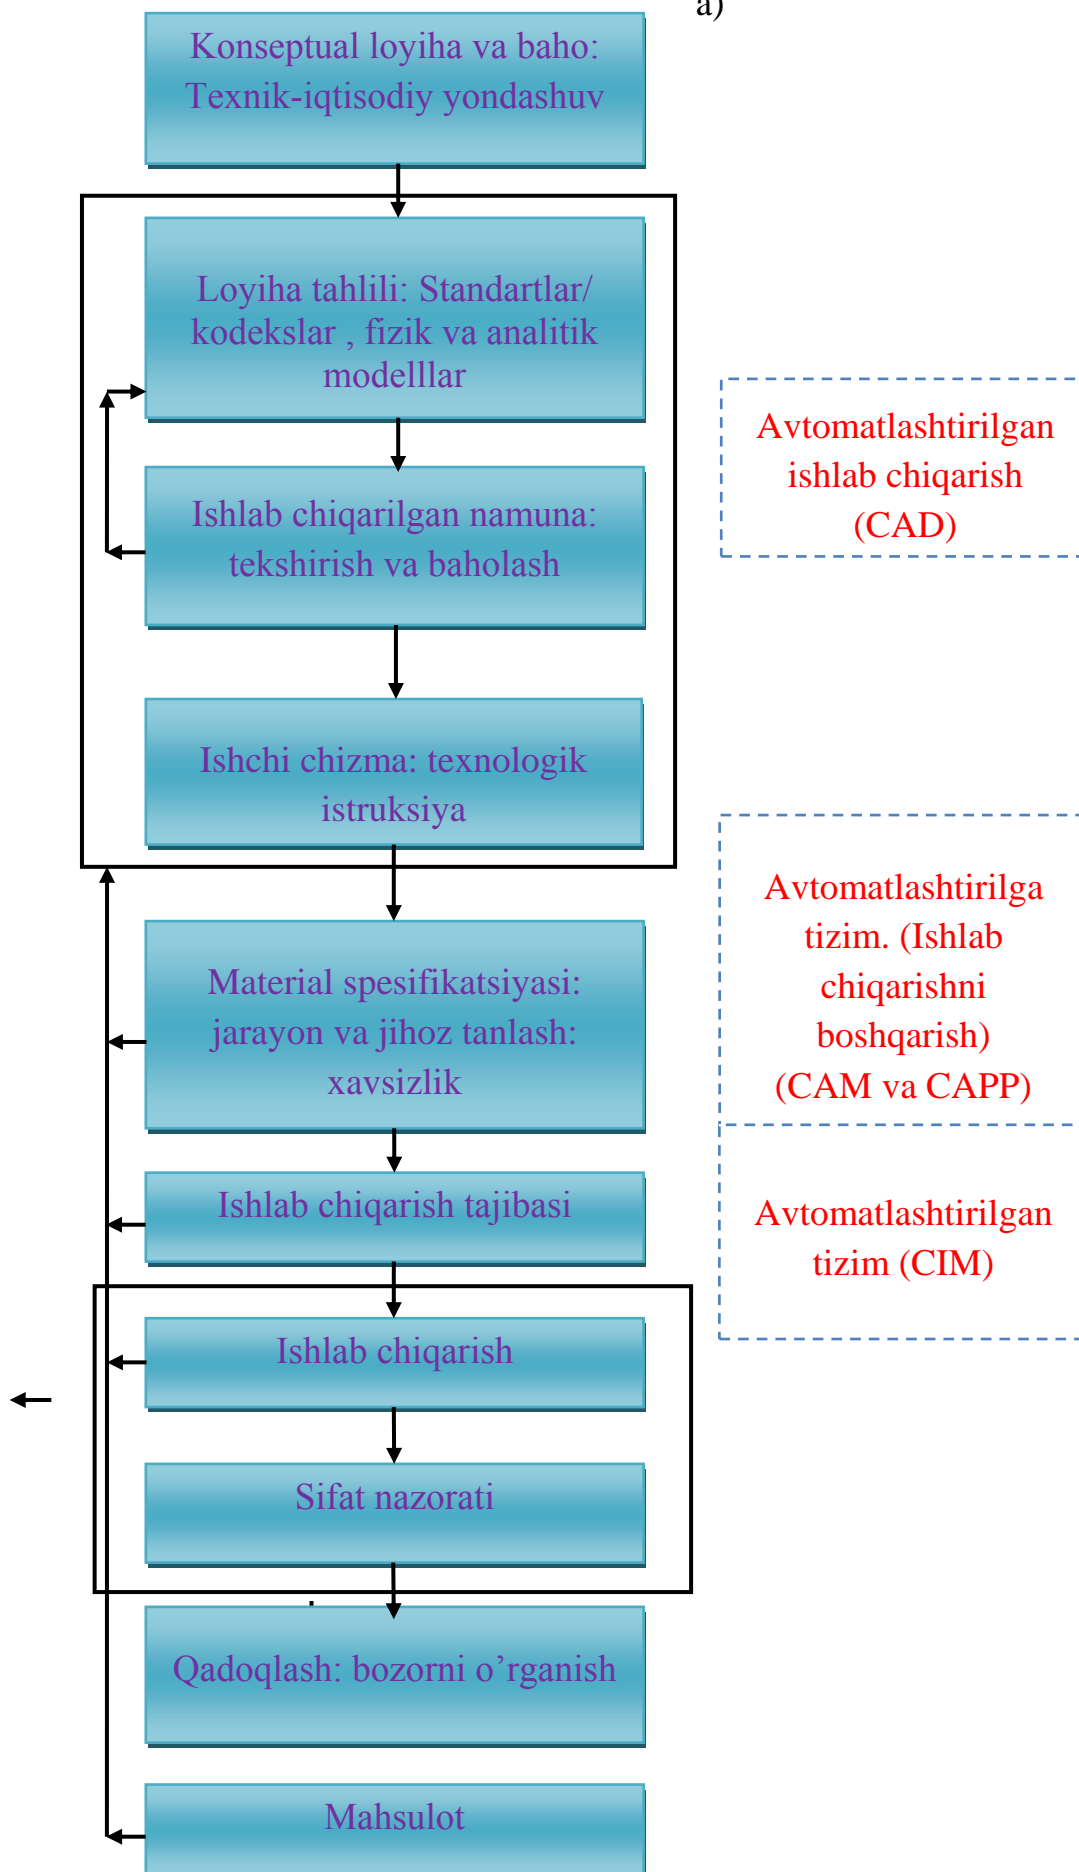 a)
Konseptual loyiha va baho:
Texnik-iqtisodiy yondashuv
Loyiha tahlili: Standartlar/
kodekslar , fizik va analitik
modelllar
Ishlab chiqarilgan namuna:
tekshirish va baholash
Ishchi chizma: texnologik
istruksiya
Material spesifikatsiyasi:
jarayon va jihoz tanlash:
xavsizlik
Ishlab chiqarish tajibasi
Ishlab chiqarish
Sifat nazorati
Qadoqlash: bozorni o’rganish
Mahsulot
Avtomatlashtirilgan
ishlab chiqarish
(CAD)
Avtomatlashtirilga
tizim. (Ishlab
chiqarishni
boshqarish)
(CAM va CAPP)
Avtomatlashtirilgan
tizim (CIM)